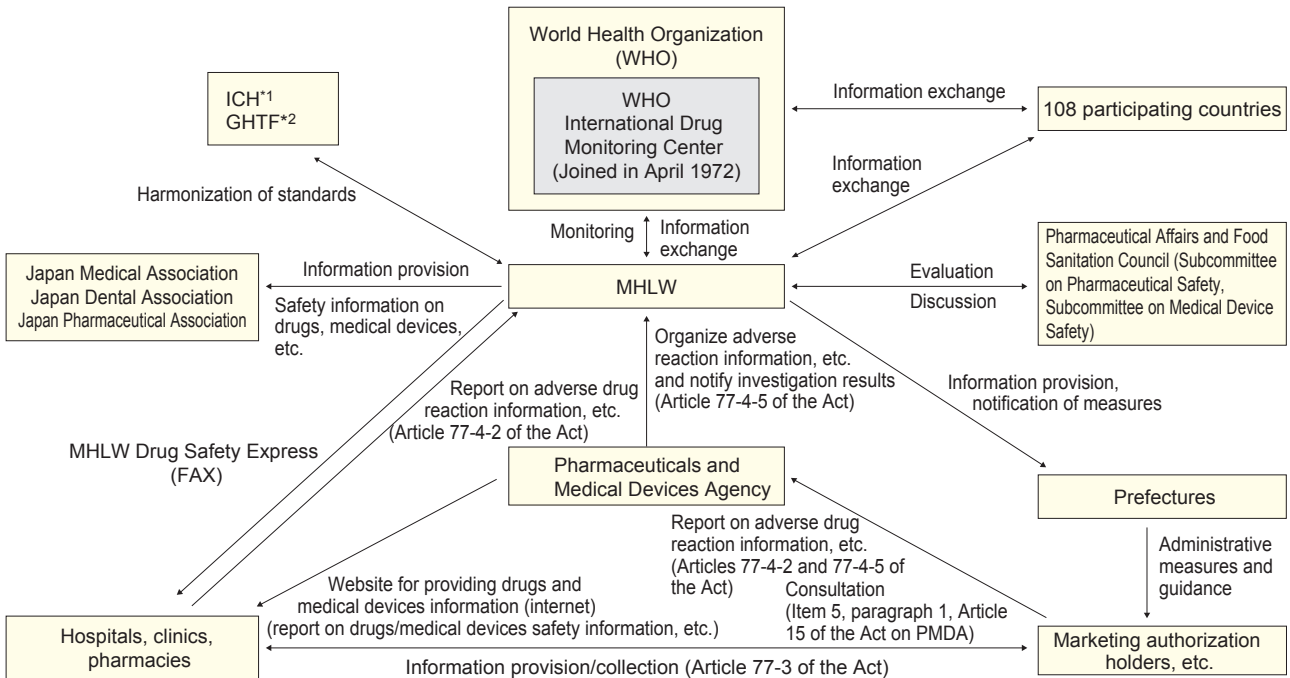 World Health Organization
(WHO)
WHO
International Drug
Monitoring Center
(Joined in April 1972)
ICH*1
GHTF*2
Information exchange
108 participating countries
Harmonization of standards
Information
exchange
Monitoring
Information
exchange
Japan Medical Association
Japan Dental Association
Japan Pharmaceutical Association
Information provision
Safety information on
drugs, medical devices,
etc.
MHLW
Evaluation
Discussion
Pharmaceutical Affairs and Food
Sanitation Council (Subcommittee
on Pharmaceutical Safety,
Subcommittee on Medical Device
Safety)
Organize adverse
reaction information, etc.
and notify investigation results
(Article 77-4-5 of the Act)
Report on adverse drug
reaction information, etc.
(Article 77-4-2 of the Act)
Information provision,
notification of measures
MHLW Drug Safety Express
(FAX)
Pharmaceuticals and
Medical Devices Agency
Prefectures
Report on adverse drug
reaction information, etc.
(Articles 77-4-2 and 77-4-5 of
the Act)
Consultation
(Item 5, paragraph 1, Article
15 of the Act on PMDA)
Administrative
measures and
guidance
Website for providing drugs and
medical devices information (internet)
(report on drugs/medical devices safety information, etc.)
Hospitals, clinics,
pharmacies
Marketing authorization
holders, etc.
Information provision/collection (Article 77-3 of the Act)